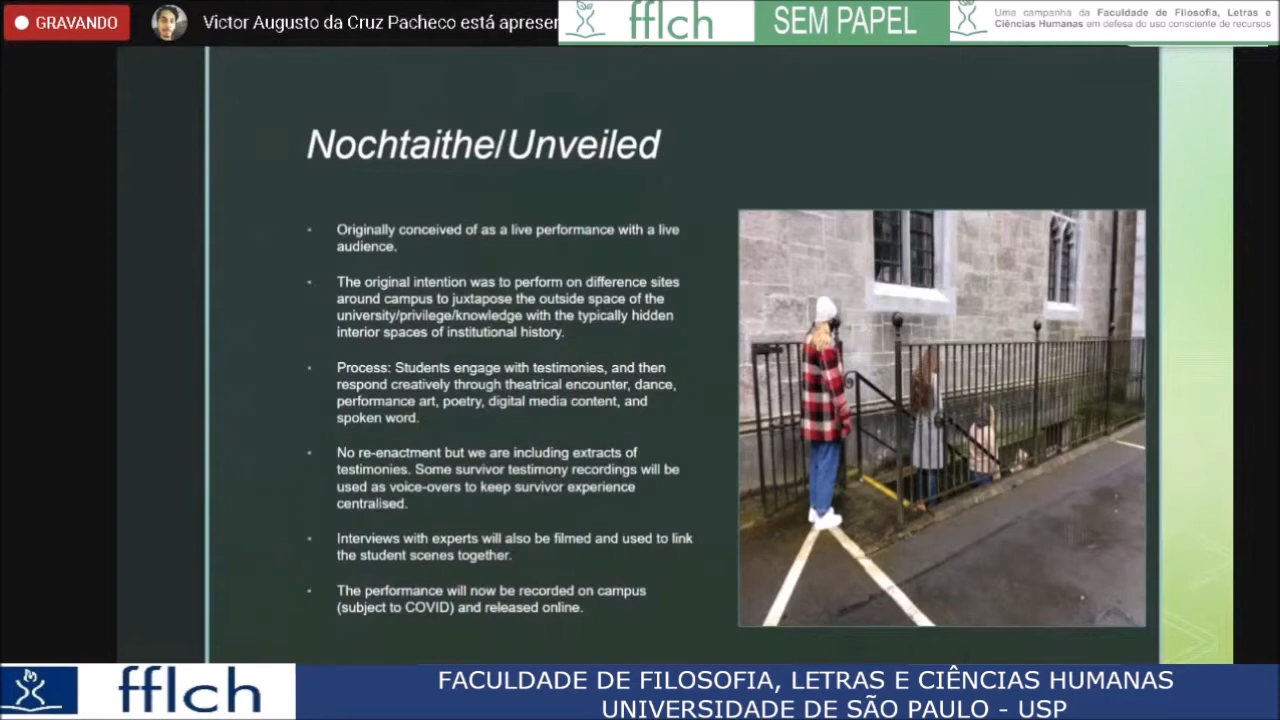 GRAVANDO
Victor Augusto da Cruz Pacheco está apresen
fflch
SEM PAPEL
Uma campanha da Faculdade de Filosofia, Letras e
Ciências Humanas em defesa do uso consciente de recursos
Nochtaithe/Unveiled
Originally conceived of as a live performance with a live
audience.
The original intention was to perform on difference sites
around campus to juxtapose the outside space of the
university/privilege/knowledge with the typically hidden
interior spaces of institutional history.
Process: Students engage with testimonies, and then
respond creatively through theatrical encounter, dance,
performance art, poetry, digital media content, and
spoken word.
No re-enactment but we are including extracts of
testimonies. Some survivor testimony recordings will be
used as voice-overs to keep survivor experience
centralised.
Interviews with experts will also be filmed and used to link
the student scenes together.
The performance will now be recorded on campus
(subject to COVID) and released online.
fflch
FACULDADE DE FILOSOFIA, LETRAS E CIÊNCIAS HUMANAS
UNIVERSIDADE DE SÃO PAULO - USP